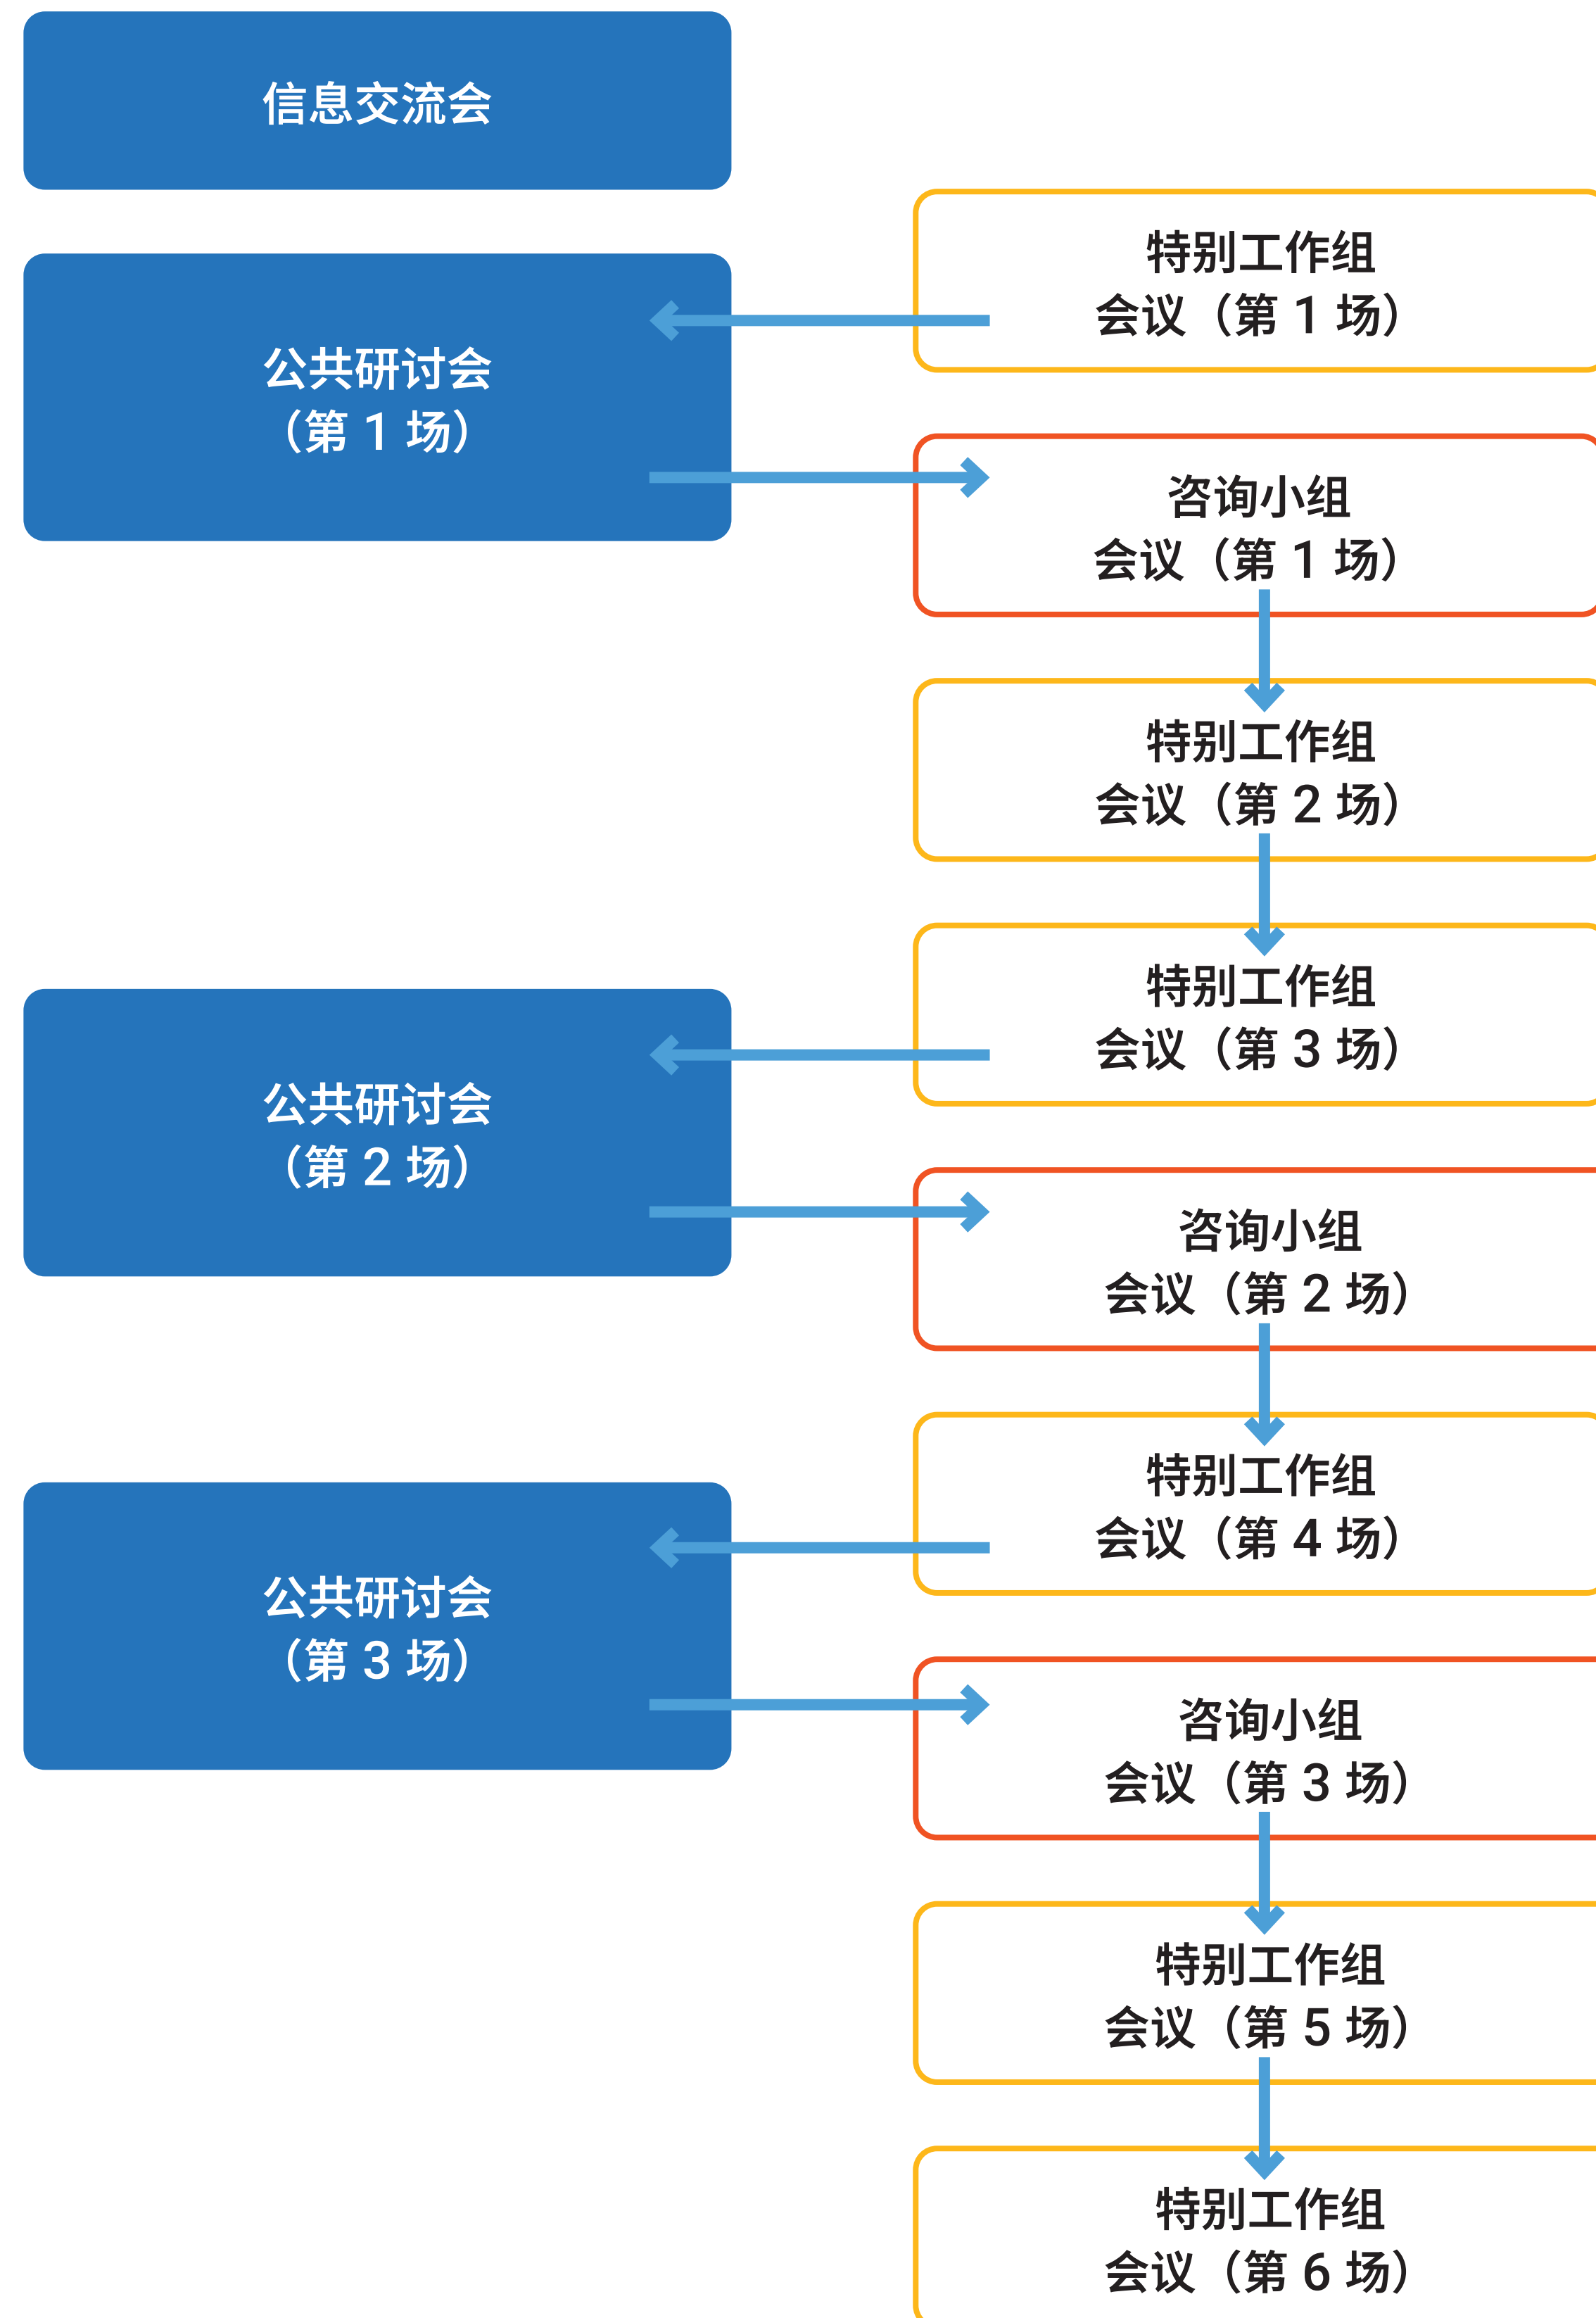 信息交流会
特别工作组
会议（第 1 场）
公共研讨会
（第 1 场）
咨询小组
会议（第 1 场）
特别工作组
会议（第 2 场）
特别工作组
会议（第 3 场）
公共研讨会
（第 2 场）
咨询小组
会议（第 2 场）
特别工作组
会议（第 4 场）
公共研讨会
（第 3 场）
咨询小组
会议（第 3 场）
特别工作组
会议（第 5 场）
特别工作组
会议（第 6 场）